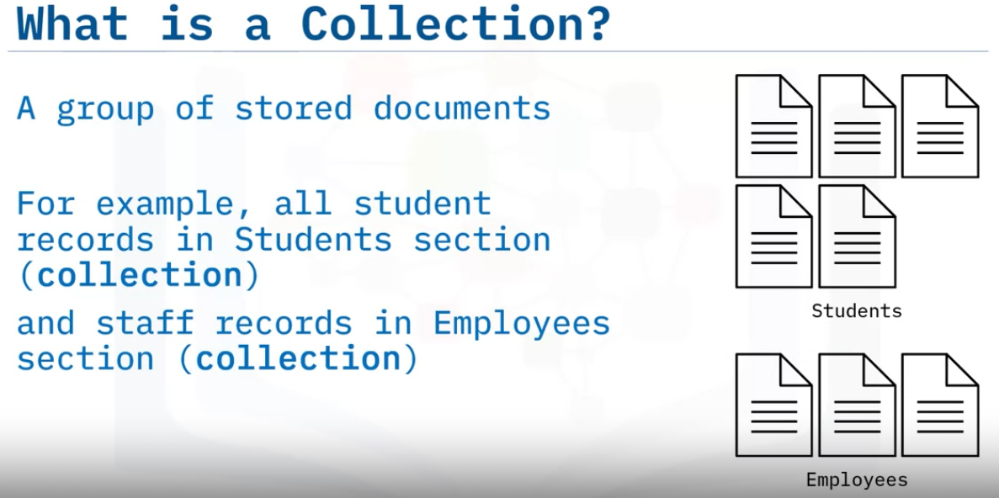 What is a Collection?
A group of stored documents
For example, all student
records in Students section
(collection)
and staff records in Employees
section (collection)
Students
Employees